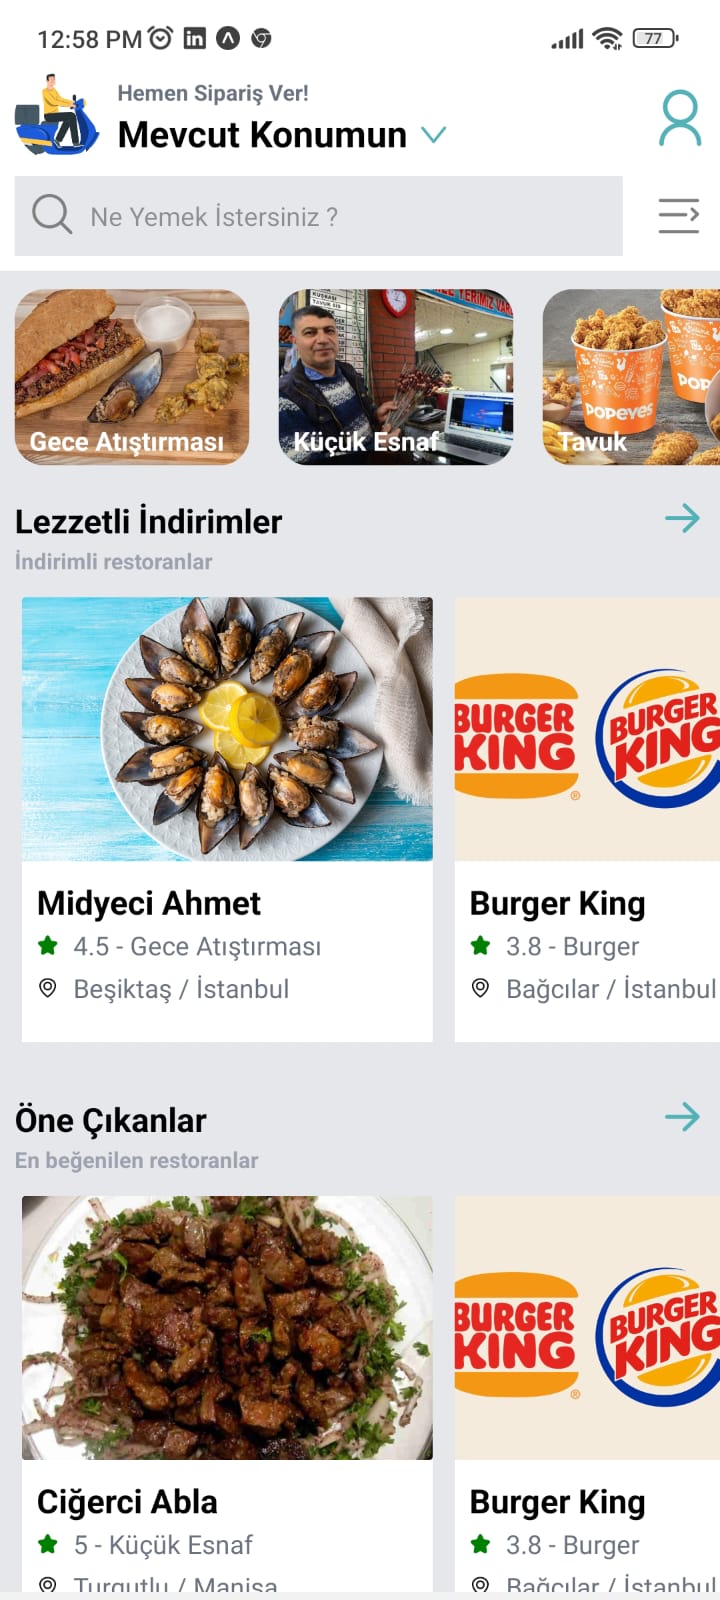 12:58 PM
77
Hemen Sipariş Ver!
Mevcut Konumun
Ne Yemek İstersiniz ?
Gece Atıştırması
Küçük Esnaf
POPEYES
Tavuk
Lezzetli İndirimler
İndirimli restoranlar
BURGER
KING
®
BURGER
KING
Midyeci Ahmet
4.5 - Gece Atıştırması
Beşiktaş / İstanbul
Burger King
3.8 - Burger
Bağcılar / İstanbul
Öne Çıkanlar
En beğenilen restoranlar
BURGER
KING
®
BURGER
KING
Ciğerci Abla
5 - Küçük Esnaf
Turgutlu / Manisa
Burger King
3.8 - Burger
Bağcılar / İstanbul